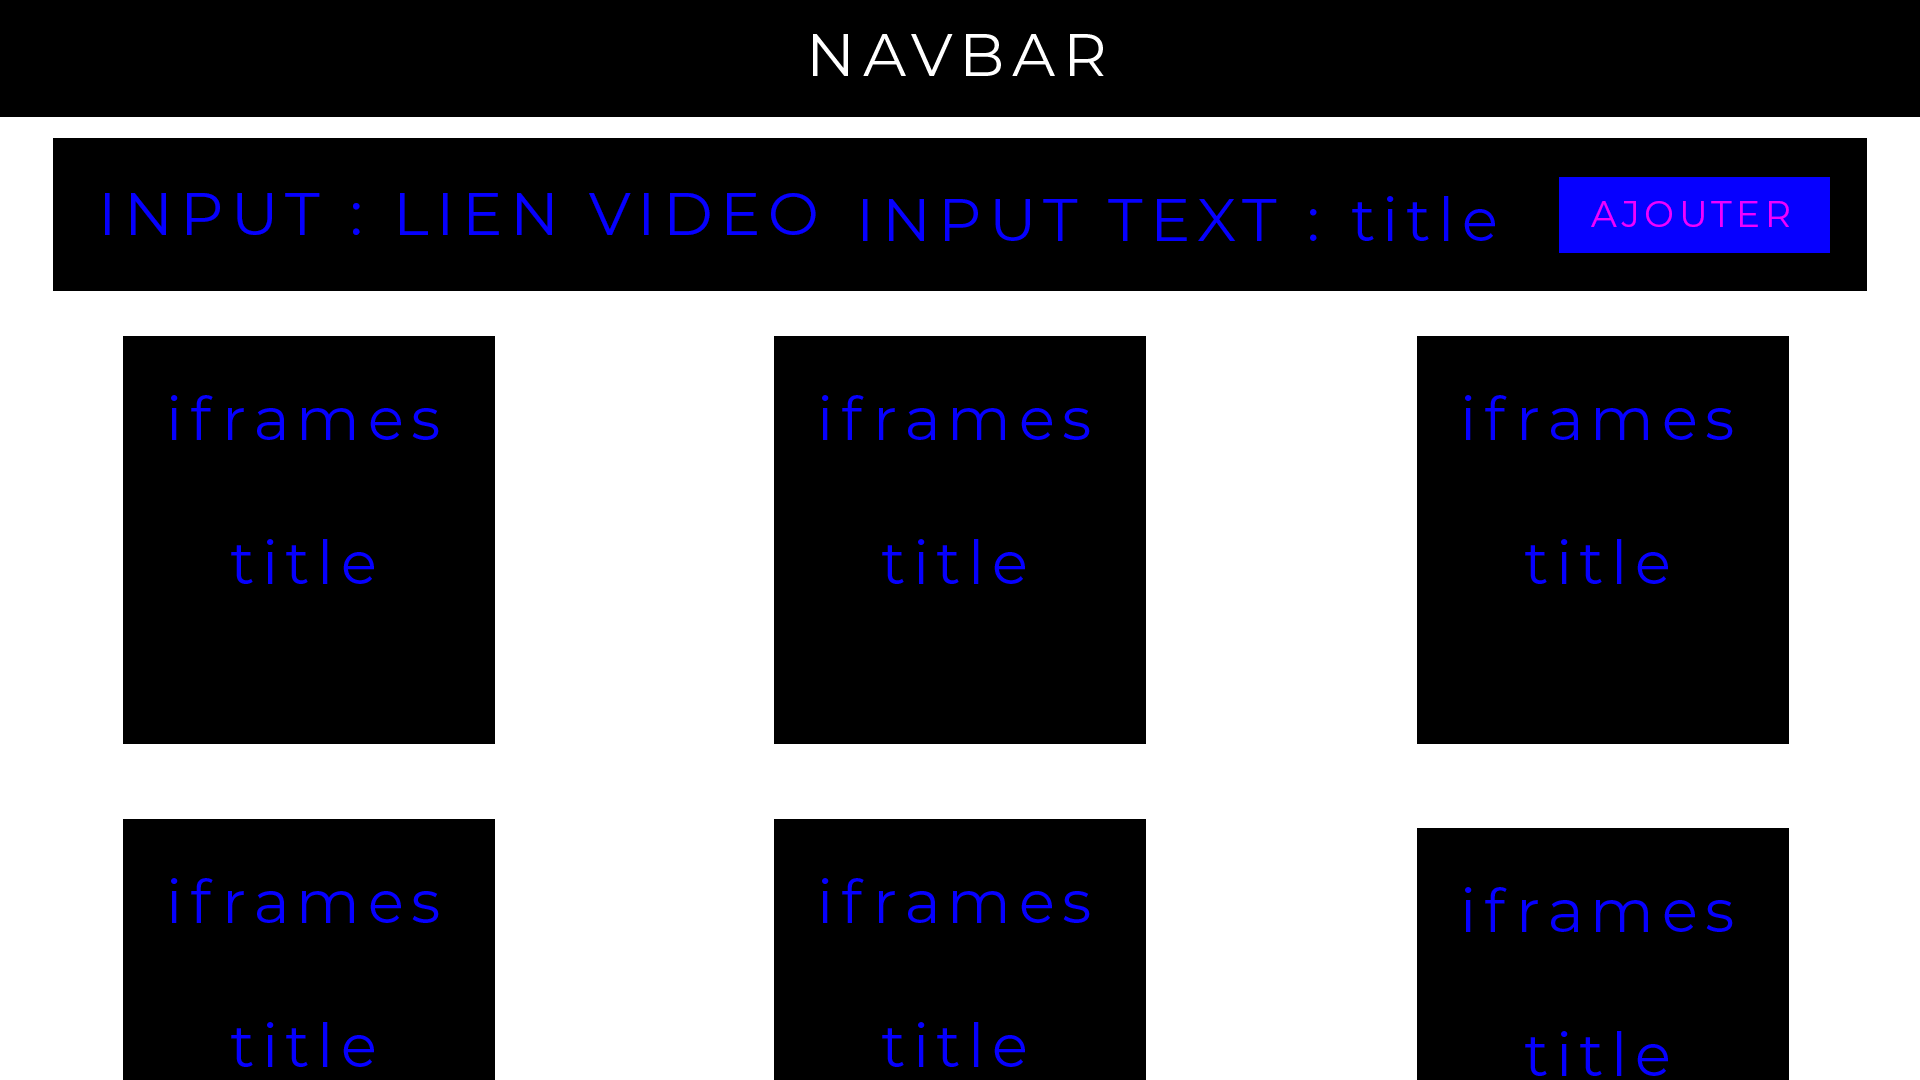 NAVBAR
INPUT : LIEN VIDEO INPUT TEXT : title AJOUTER
iframes iframes iframes
title title title
iframes iframes iframes
title title title